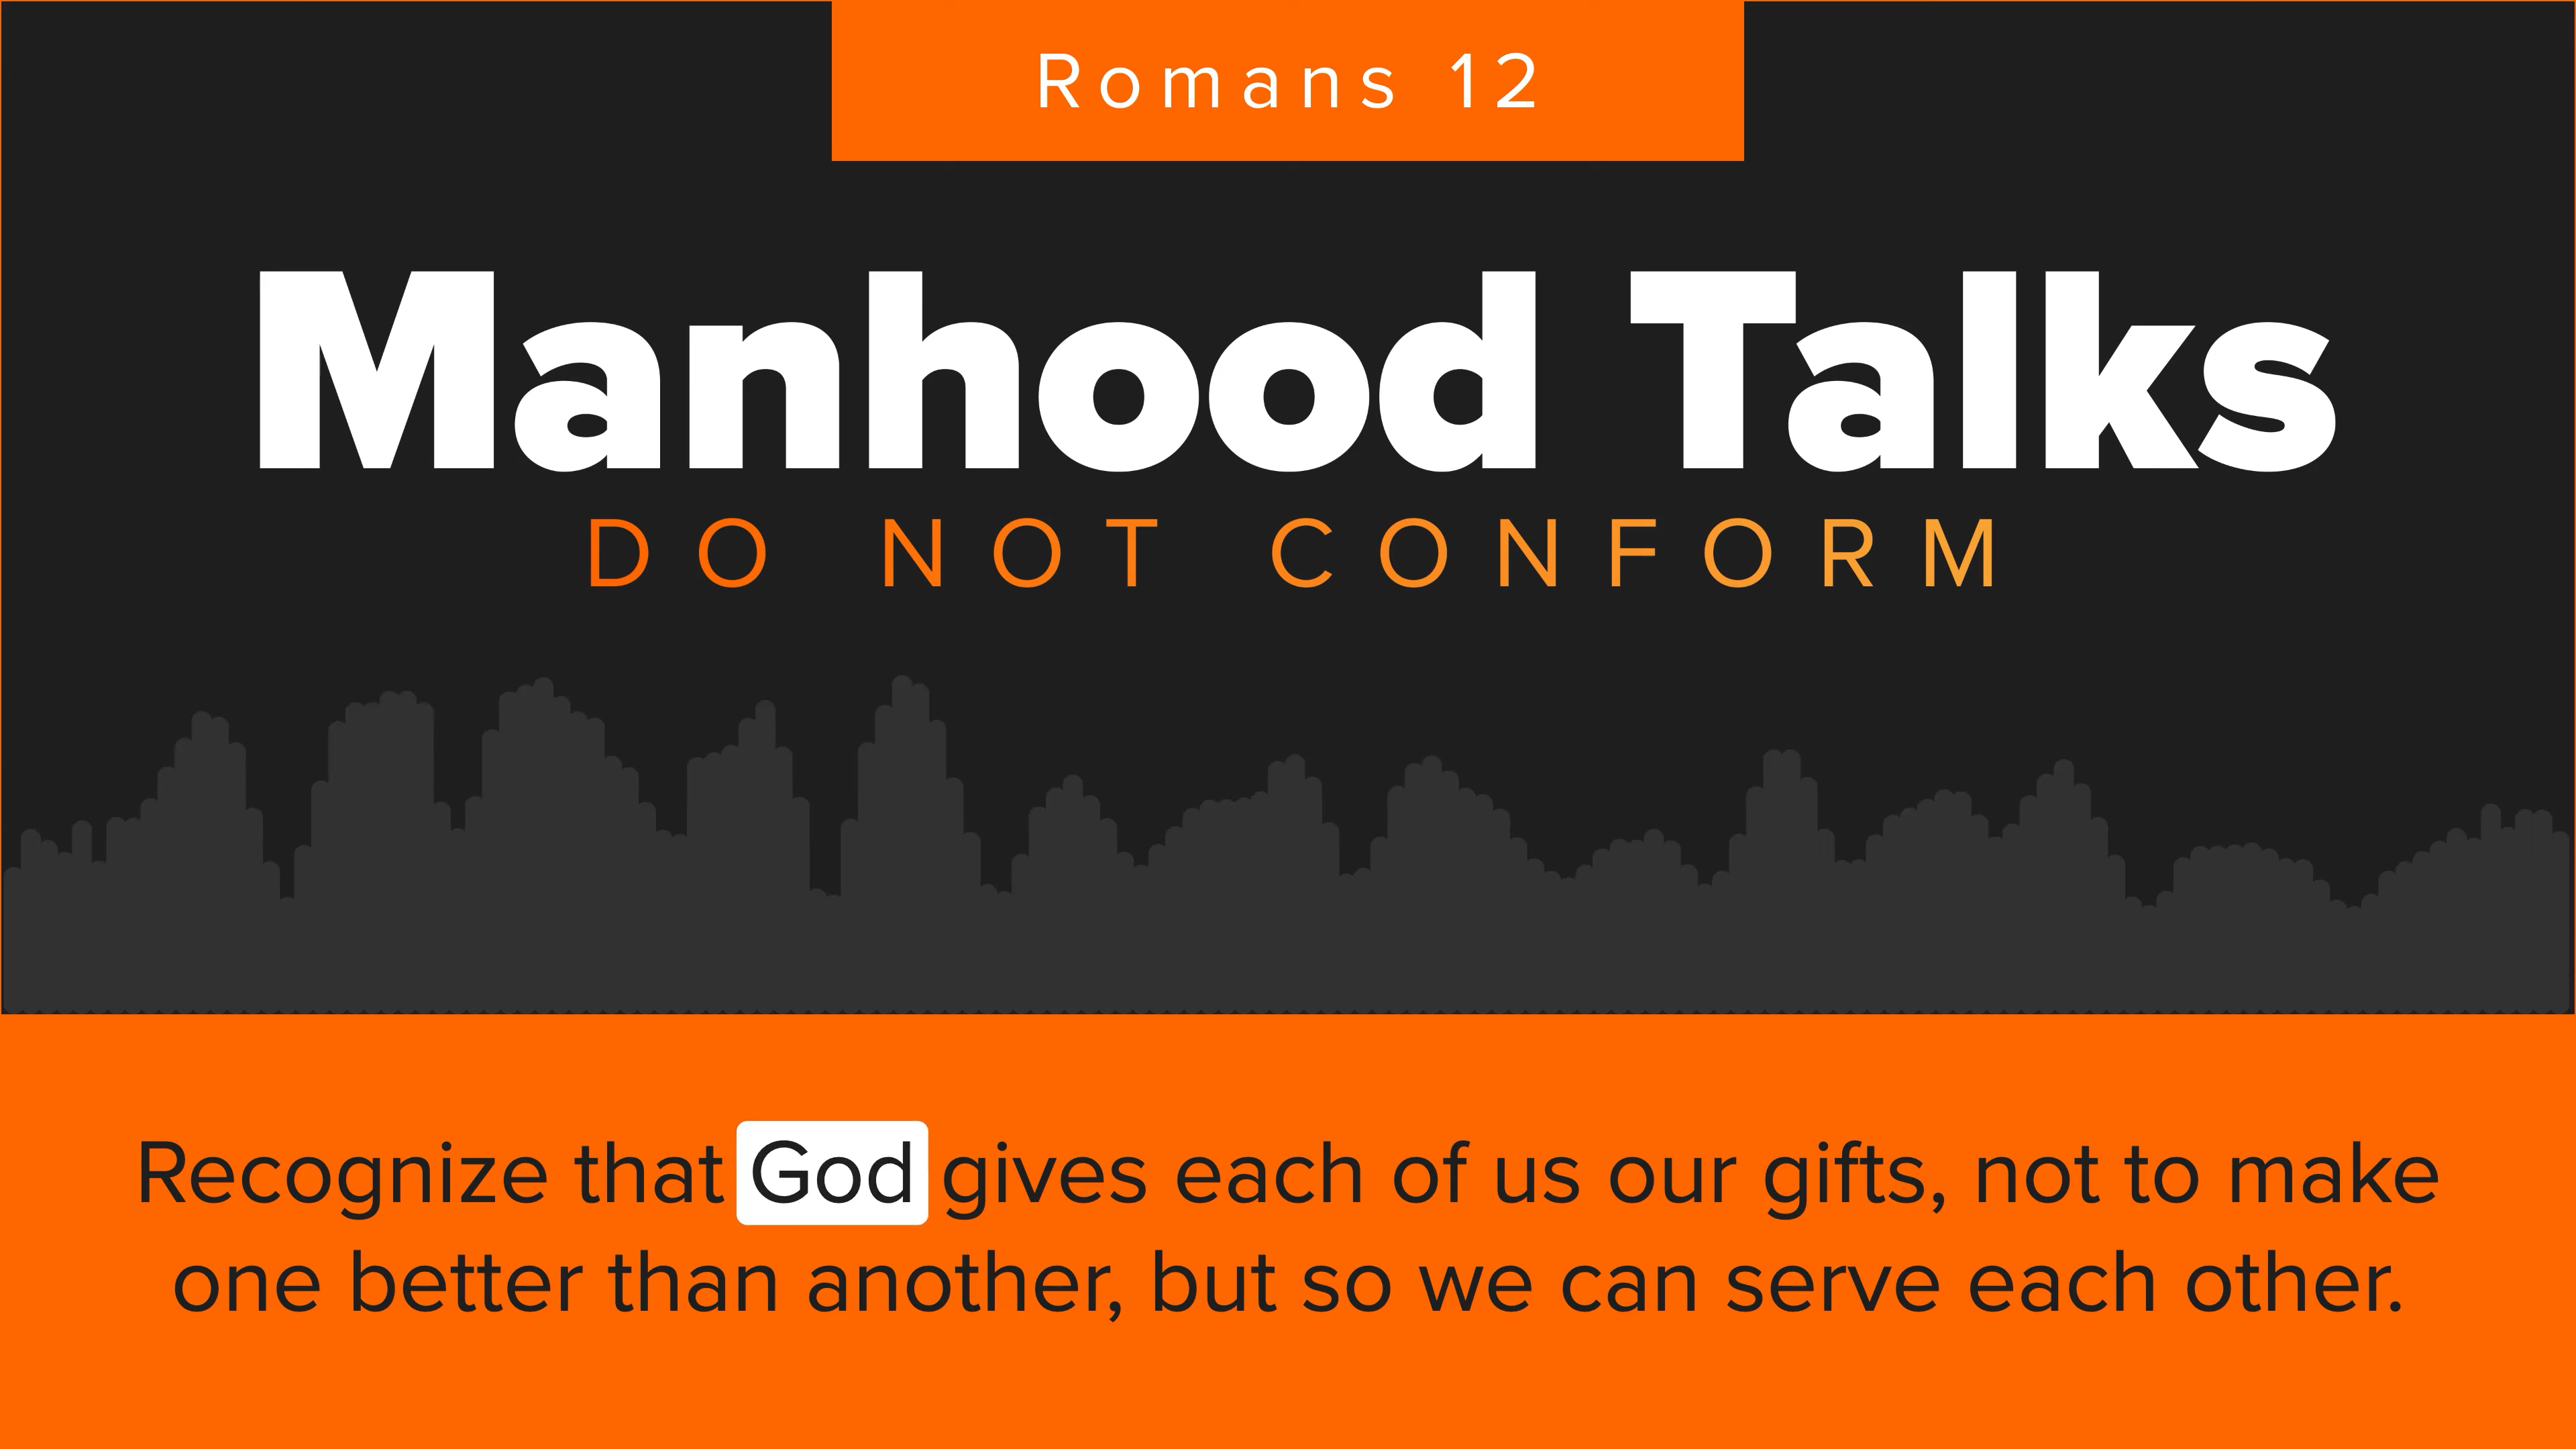 Romans 12
Manhood Talks
DO NOT CONFORM
Recognize that God gives each of us our gifts, not to make
one better than another, but so we can serve each other.